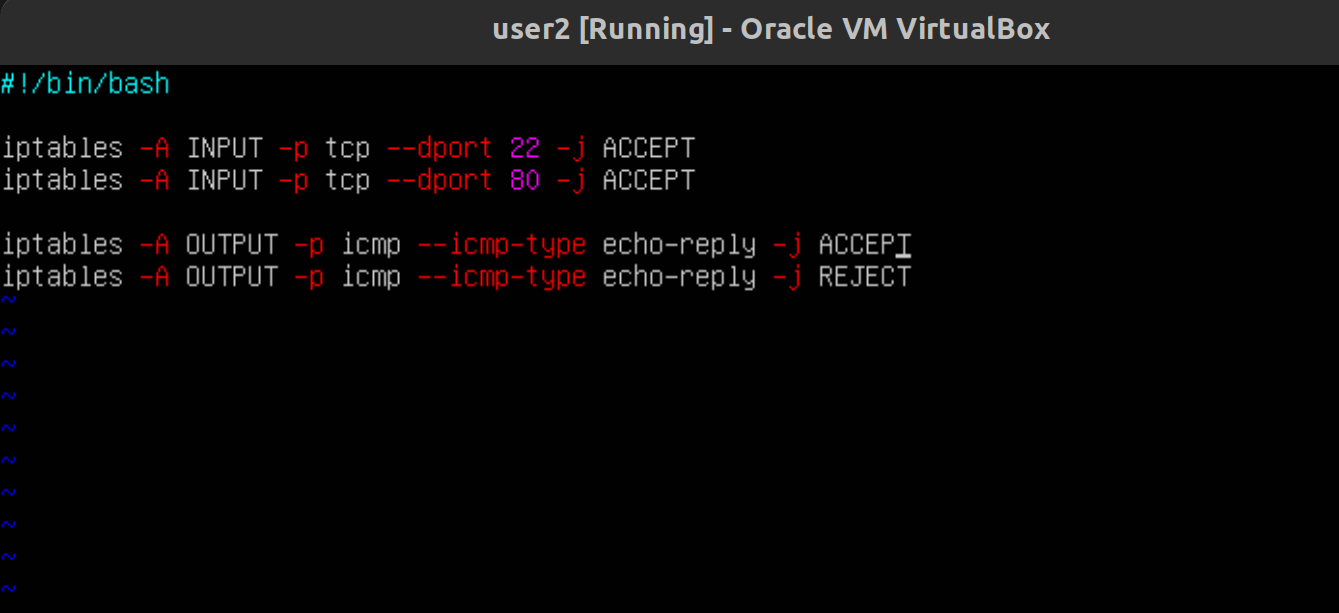 user2 [Running] - Oracle VM VirtualBox
#!/bin/bash
iptables -A INPUT -p tcp --dport 22 -j ACCEPT
iptables -A INPUT -p tcp --dport 80 -j ACCEPT
iptables -A OUTPUT -p icmp --icmp-type echo-reply -j ACCEPT
iptables -A OUTPUT -p icmp --icmp-type echo-reply -j REJECT
~
~
~
~
~
~
~
~
~
~